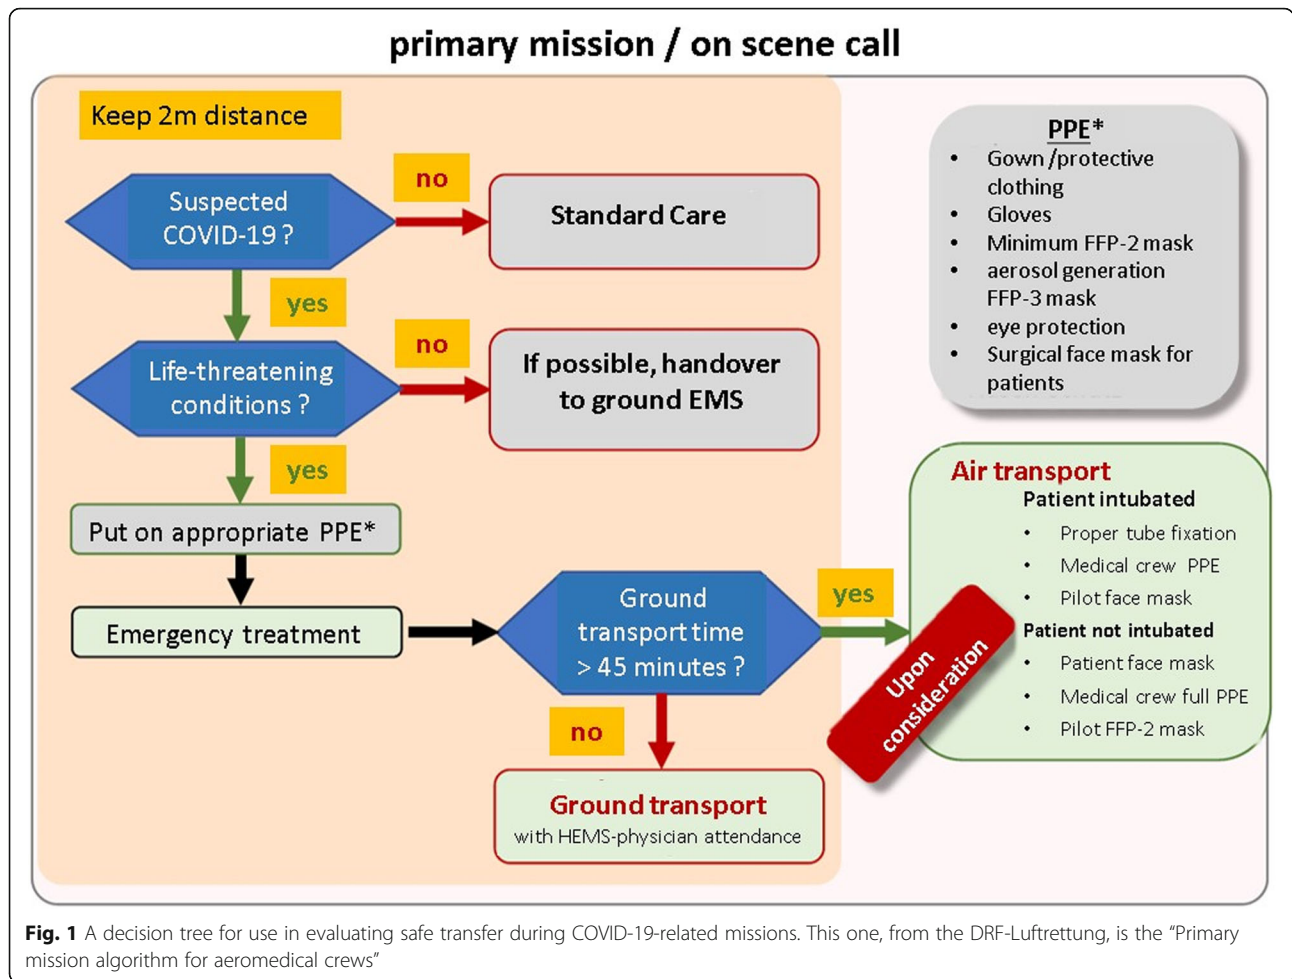 primary mission / on scene call
Keep 2m distance
Suspected
COVID-19 ?
no
Standard Care
yes
Life-threatening
conditions ?
no
If possible, handover
to ground EMS
yes
Put on appropriate PPE*
Emergency treatment
Ground
transport time
> 45 minutes ?
yes
no
Ground transport
with HEMS-physician attendance
PPE*
• Gown /protective
clothing
• Gloves
• Minimum FFP-2 mask
• aerosol generation
FFP-3 mask
• eye protection
• Surgical face mask for
patients
Air transport
Patient intubated
• Proper tube fixation
• Medical crew PPE
• Pilot face mask
Patient not intubated
• Patient face mask
• Medical crew full PPE
• Pilot FFP-2 mask
Upon
consideration
Fig. 1 A decision tree for use in evaluating safe transfer during COVID-19-related missions. This one, from the DRF-Luftrettung, is the “Primary
mission algorithm for aeromedical crews”